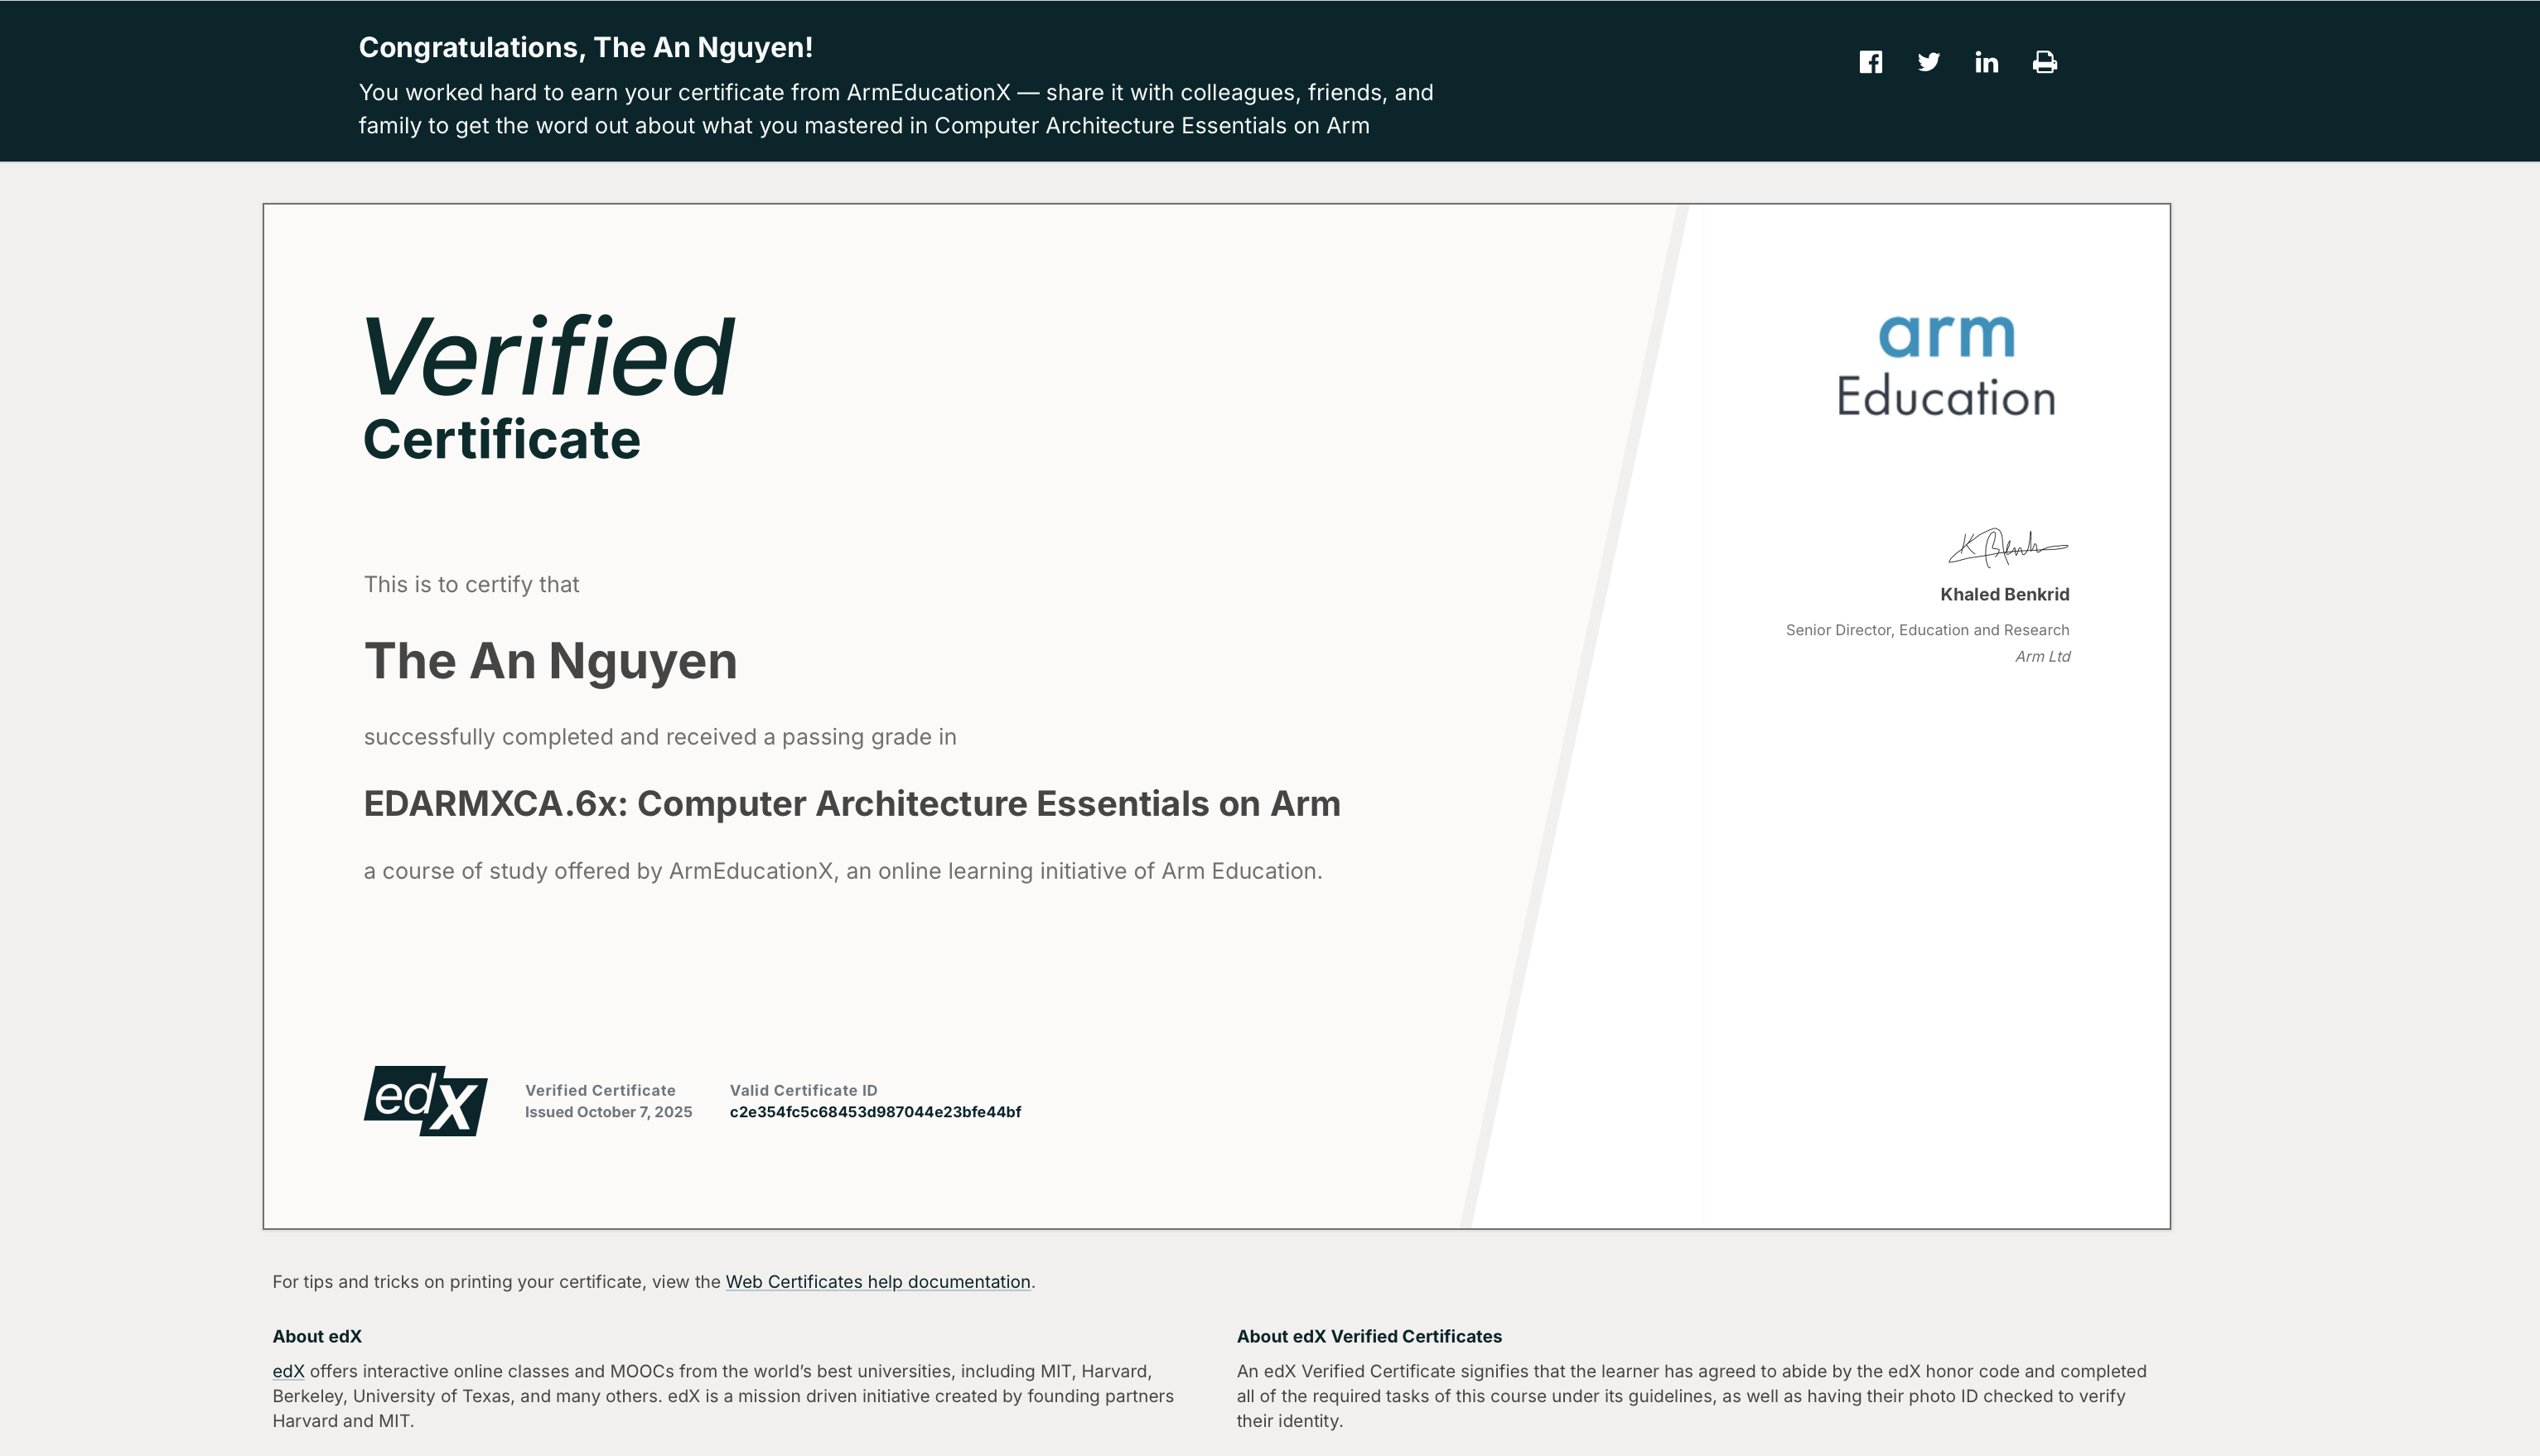 Congratulations, The An Nguyen!
You worked hard to earn your certificate from ArmEducationX — share it with colleagues, friends, and
family to get the word out about what you mastered in Computer Architecture Essentials on Arm
Verified
Certificate
arm
Education
This is to certify that
The An Nguyen
successfully completed and received a passing grade in
EDARMXCA.6x: Computer Architecture Essentials on Arm
a course of study offered by ArmEducationX, an online learning initiative of Arm Education.
Khaled Benkrid
Senior Director, Education and Research
Arm Ltd
edX
Verified Certificate
Issued October 7, 2025
Valid Certificate ID
c2e354fc5c68453d987044e23bfe44bf
For tips and tricks on printing your certificate, view the Web Certificates help documentation.
About edX
edX offers interactive online classes and MOOCs from the world’s best universities, including MIT, Harvard,
Berkeley, University of Texas, and many others. edX is a mission driven initiative created by founding partners
Harvard and MIT.
About edX Verified Certificates
An edX Verified Certificate signifies that the learner has agreed to abide by the edX honor code and completed
all of the required tasks of this course under its guidelines, as well as having their photo ID checked to verify
their identity.